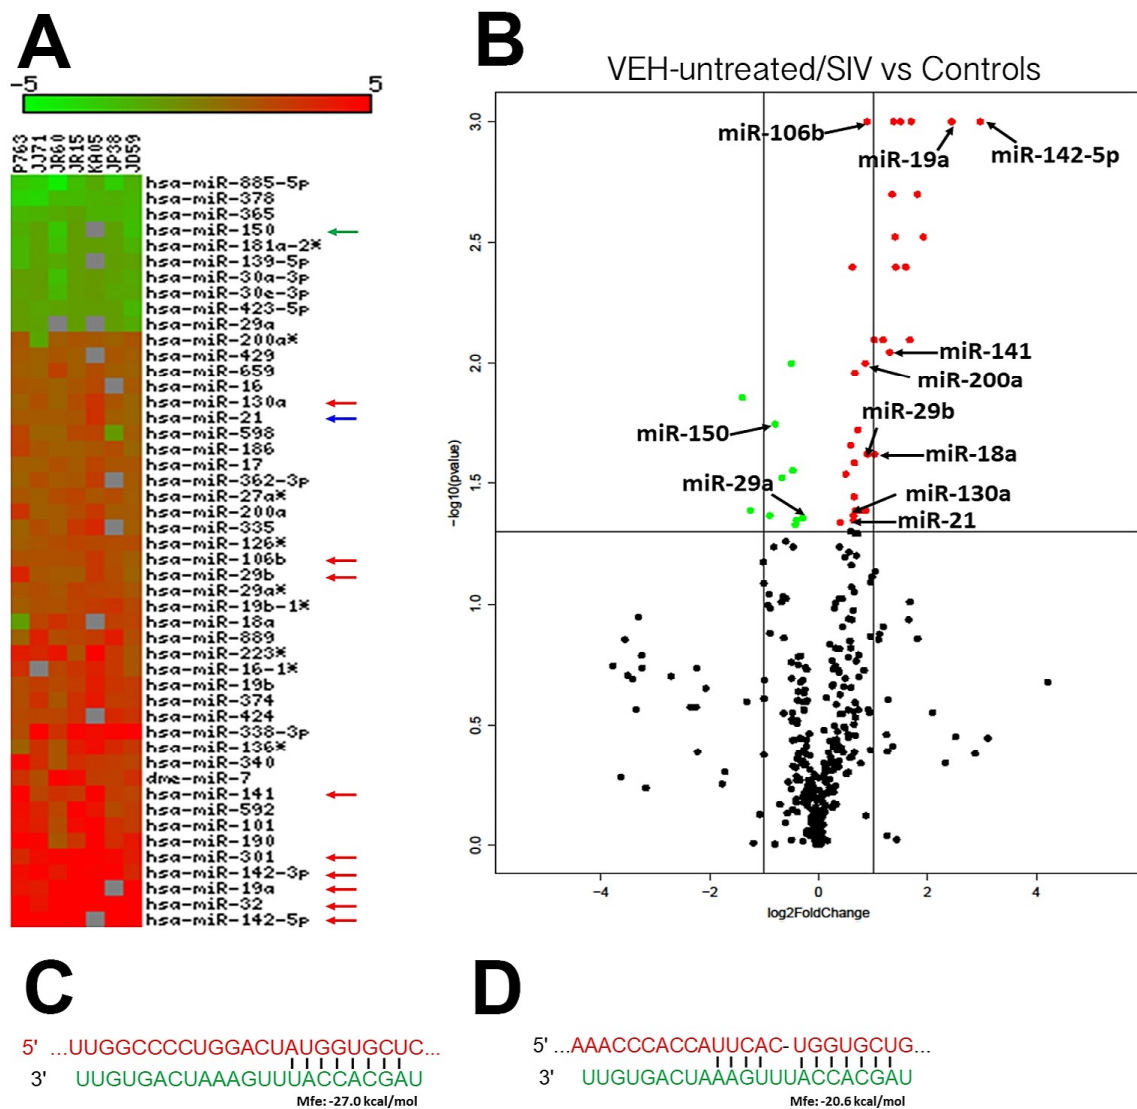 A
-5 5
P763 JJ71 JR60 JR15 KA05 JP38 JD59
hsa-miR-885-5p
hsa-miR-378
hsa-miR-365
hsa-miR-150
hsa-miR-181a-2*
hsa-miR-139-5p
hsa-miR-30a-3p
hsa-miR-30e-3p
hsa-miR-423-5p
hsa-miR-29a
hsa-miR-200a*
hsa-miR-429
hsa-miR-659
hsa-miR-16
hsa-miR-130a
hsa-miR-21
hsa-miR-598
hsa-miR-186
hsa-miR-17
hsa-miR-362-3p
hsa-miR-27a*
hsa-miR-200a
hsa-miR-335
hsa-miR-126*
hsa-miR-106b
hsa-miR-29b
hsa-miR-29a*
hsa-miR-19b-1*
hsa-miR-18a
hsa-miR-889
hsa-miR-223*
hsa-miR-16-1*
hsa-miR-19b
hsa-miR-374
hsa-miR-424
hsa-miR-338-3p
hsa-miR-136*
hsa-miR-340
dme-miR-7
hsa-miR-141
hsa-miR-592
hsa-miR-101
hsa-miR-190
hsa-miR-301
hsa-miR-142-3p
hsa-miR-19a
hsa-miR-32
hsa-miR-142-5p
B
VEH-untreated/SIV vs Controls
3.0
2.5
2.0
1.5
1.0
0.5
0.0
−log10(pvalue)
miR-106b
miR-19a
miR-142-5p
miR-141
miR-200a
miR-29b
miR-150
miR-18a
miR-29a
miR-130a
miR-21
−4 −2 0 2 4
log2FoldChange
C
5' ...UUGGCCCCUGGACUAUGGUGCUC...
3' UUGUGACUAAAGUUUACCACGAU
Mfe: -27.0 kcal/mol
D
5' ...AAACCCACCAUUCAC- UGGUGCUG...
3' UUGUGACUAAAGUUUACCACGAU
Mfe: -20.6 kcal/mol